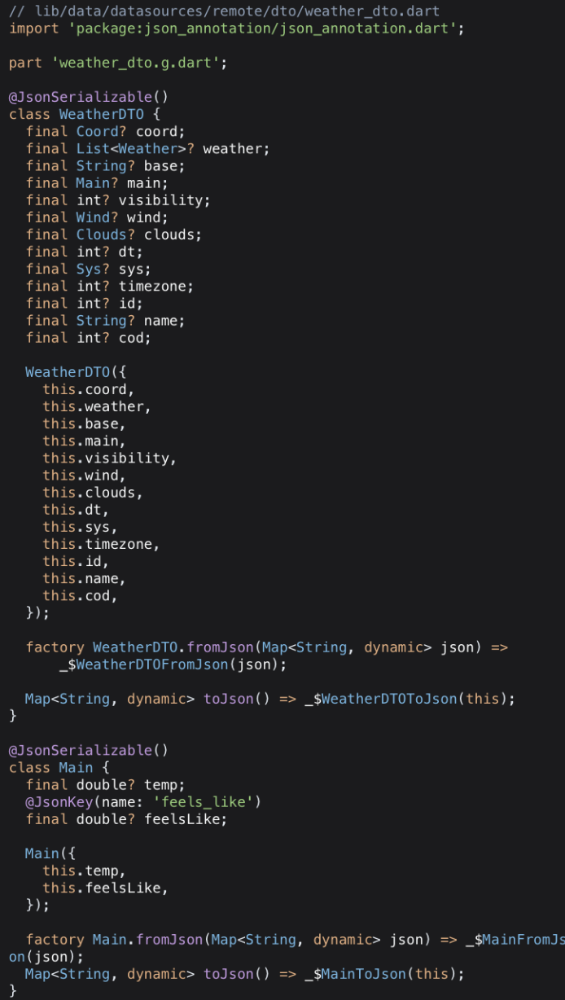 // lib/data/datasources/remote/dto/weather_dto.dart
import 'package:json_annotation/json_annotation.dart';

part 'weather_dto.g.dart';

@JsonSerializable()
class WeatherDTO {
  final Coord? coord;
  final List<Weather>? weather;
  final String? base;
  final Main? main;
  final int? visibility;
  final Wind? wind;
  final Clouds? clouds;
  final int? dt;
  final Sys? sys;
  final int? timezone;
  final int? id;
  final String? name;
  final int? cod;

  WeatherDTO({
    this.coord,
    this.weather,
    this.base,
    this.main,
    this.visibility,
    this.wind,
    this.clouds,
    this.dt,
    this.sys,
    this.timezone,
    this.id,
    this.name,
    this.cod,
  });

  factory WeatherDTO.fromJson(Map<String, dynamic> json) =>
      _$WeatherDTOFromJson(json);

  Map<String, dynamic> toJson() => _$WeatherDTOToJson(this);
}

@JsonSerializable()
class Main {
  final double? temp;
  @JsonKey(name: 'feels_like')
  final double? feelsLike;

  Main({
    this.temp,
    this.feelsLike,
  });

  factory Main.fromJson(Map<String, dynamic> json) => _$MainFromJs
on(json);
  Map<String, dynamic> toJson() => _$MainToJson(this);
}